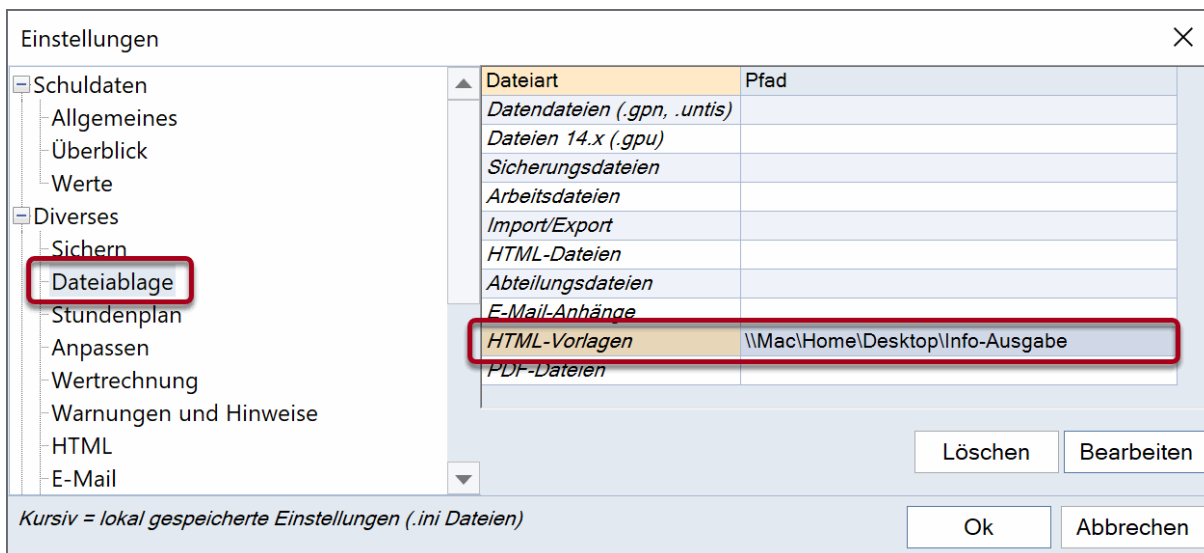 Einstellungen
Schuldaten
Allgemeines
Überblick
Werte
Diverses
Sichern
Dateiablage
Stundenplan
Anpassen
Wertrechnung
Warnungen und Hinweise
HTML
E-Mail
Dateiart Pfad
Datendateien (.gpn, .untis)
Dateien 14.x (.gpu)
Sicherungsdateien
Arbeitsdateien
Import/Export
HTML-Dateien
Abteilungsdateien
E-Mail-Anhänge
HTML-Vorlagen \\Mac\Home\Desktop\Info-Ausgabe
PDF-Dateien
Löschen Bearbeiten
Kursiv = lokal gespeicherte Einstellungen (.ini Dateien)
Ok Abbrechen